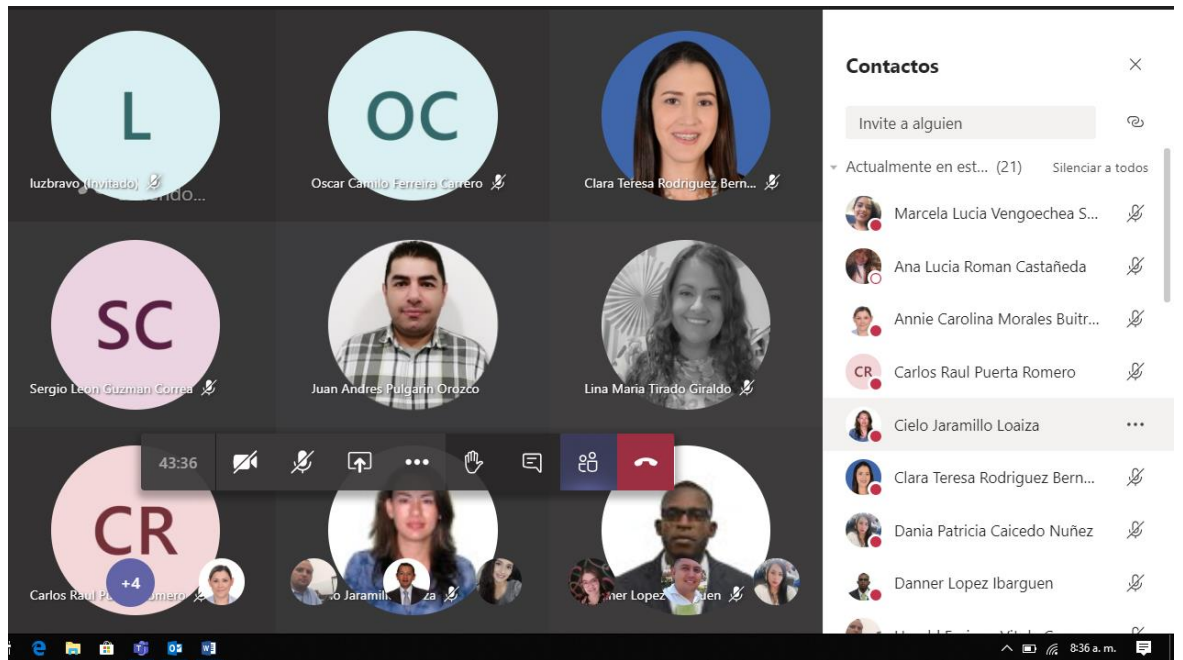 L
OC
luzbravo (Invitado)
Oscar Camilo Ferreira Carrero
Clara Teresa Rodriguez Bern...
SC
Sergio Leon Guzman Correa
Juan Andres Pulgarin Orozco
Lina Maria Tirado Giraldo
43:36
CR
+4
Carlos Raul
Contactos
Invite a alguien
Actualmente en est... (21) Silenciar a todos
Marcela Lucia Vengoechea S...
Ana Lucia Roman Castañeda
Annie Carolina Morales Buitr...
CR Carlos Raul Puerta Romero
Cielo Jaramillo Loaiza
Clara Teresa Rodriguez Bern...
Dania Patricia Caicedo Nuñez
Danner Lopez Ibarguen
8:36 a. m.